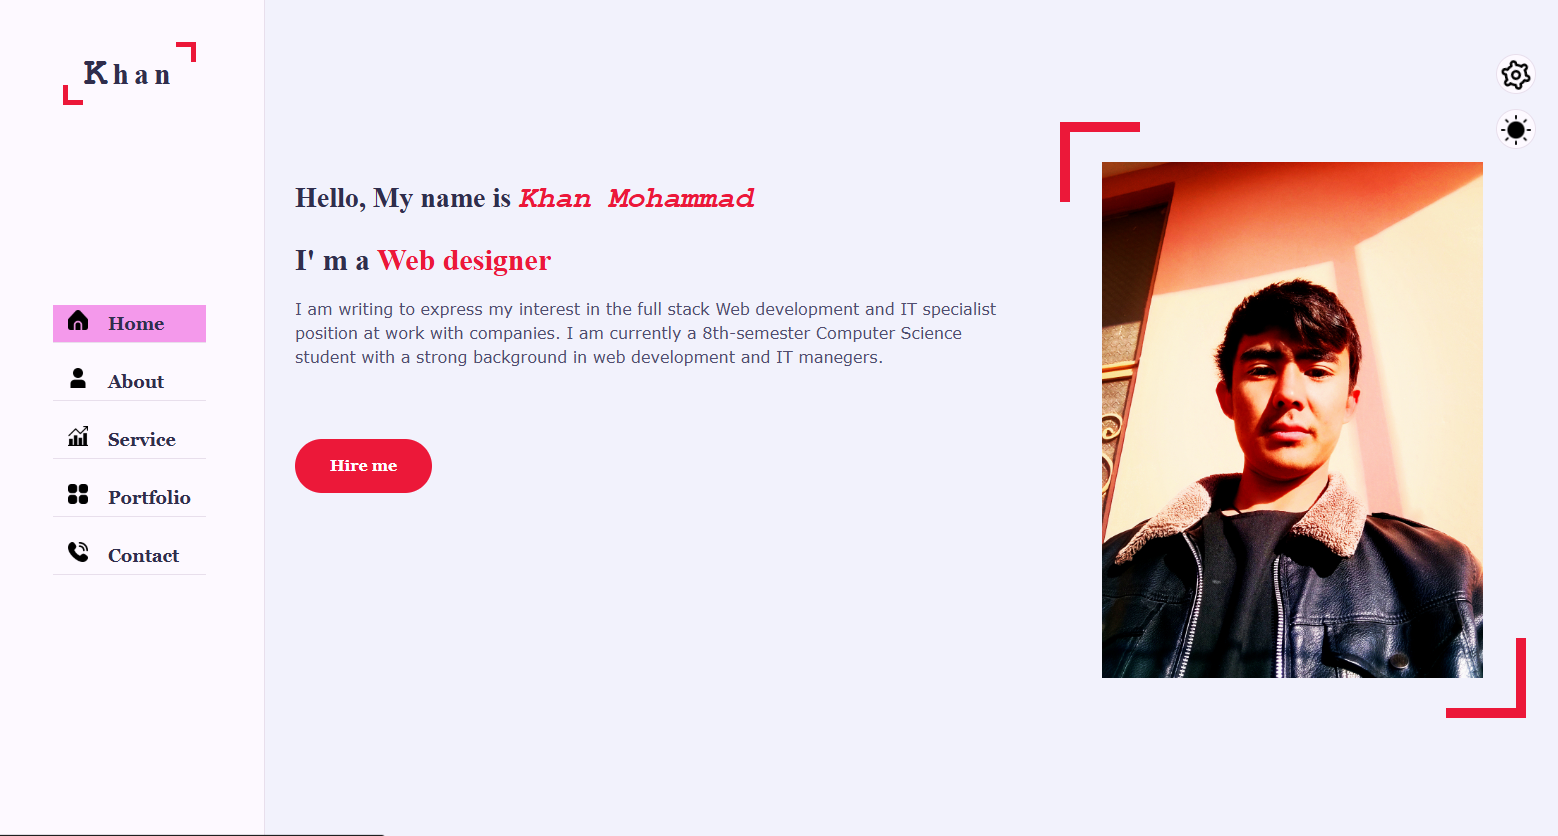 Khan
Home
About
Service
Portfolio
Contact
Hello, My name is Khan Mohammad
I' m a Web designer
I am writing to express my interest in the full stack Web development and IT specialist
position at work with companies. I am currently a 8th-semester Computer Science
student with a strong background in web development and IT manegers.
Hire me